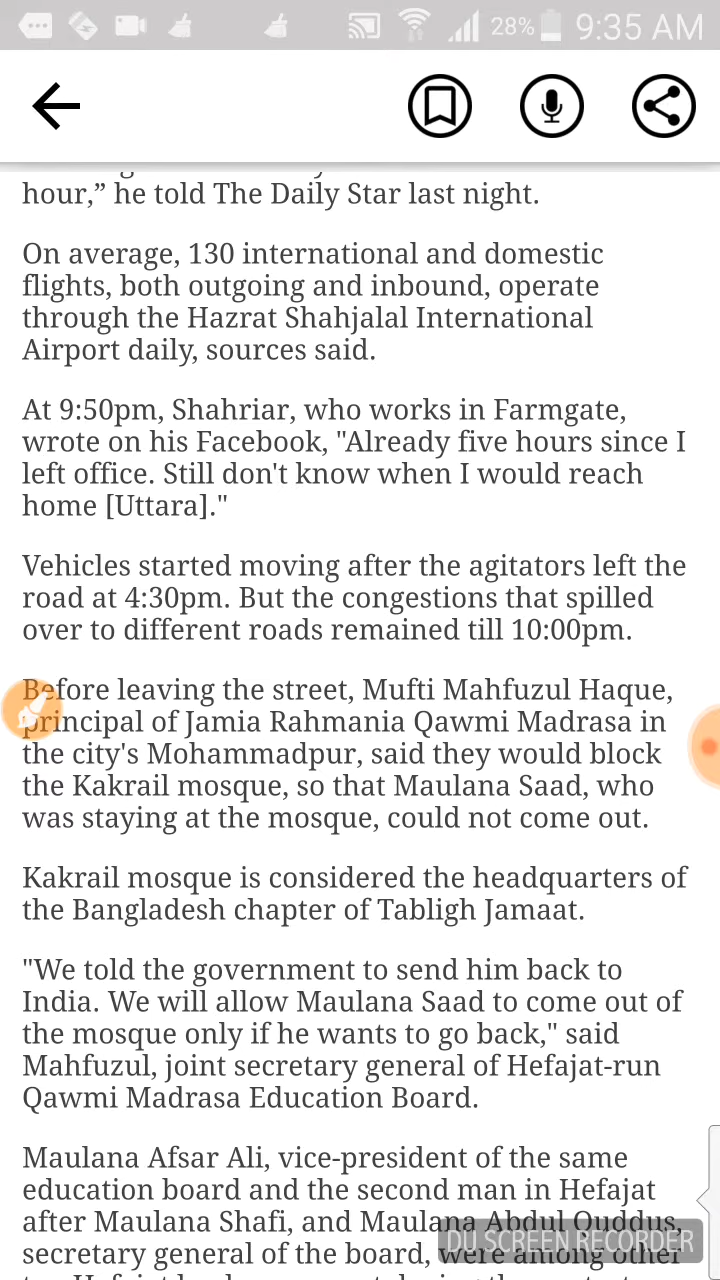 28% 9:35 AM
hour,” he told The Daily Star last night.
On average, 130 international and domestic
flights, both outgoing and inbound, operate
through the Hazrat Shahjalal International
Airport daily, sources said.
At 9:50pm, Shahriar, who works in Farmgate,
wrote on his Facebook, "Already five hours since I
left office. Still don't know when I would reach
home [Uttara]."
Vehicles started moving after the agitators left the
road at 4:30pm. But the congestions that spilled
over to different roads remained till 10:00pm.
Before leaving the street, Mufti Mahfuzul Haque,
principal of Jamia Rahmania Qawmi Madrasa in
the city's Mohammadpur, said they would block
the Kakrail mosque, so that Maulana Saad, who
was staying at the mosque, could not come out.
Kakrail mosque is considered the headquarters of
the Bangladesh chapter of Tabligh Jamaat.
"We told the government to send him back to
India. We will allow Maulana Saad to come out of
the mosque only if he wants to go back," said
Mahfuzul, joint secretary general of Hefajat-run
Qawmi Madrasa Education Board.
Maulana Afsar Ali, vice-president of the same
education board and the second man in Hefajat
after Maulana Shafi, and Maulana Abdul Quddus,
secretary general of the board, were among other
DU SCREEN RECORDER